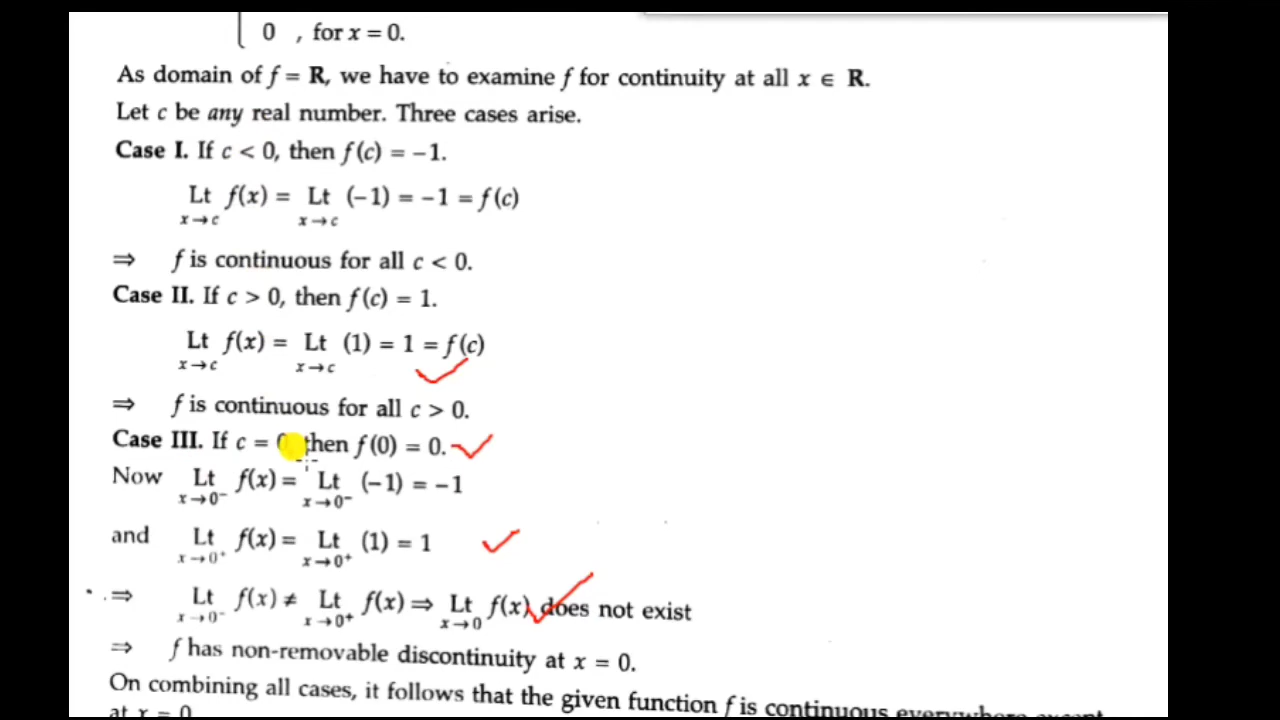 0 , for x = 0.
As domain of f = R, we have to examine f for continuity at all x ∈ R.
Let c be any real number. Three cases arise.
Case I. If c < 0, then f(c) = −1.
Lt f(x) = Lt (−1) = −1 = f(c)
x→c x→c
⇒ f is continuous for all c < 0.
Case II. If c > 0, then f(c) = 1.
Lt f(x) = Lt (1) = 1 = f(c)
x→c x→c
⇒ f is continuous for all c > 0.
Case III. If c = 0 then f(0) = 0.
Now Lt f(x) = Lt (−1) = −1
x→0⁻ x→0⁻
and Lt f(x) = Lt (1) = 1
x→0⁺ x→0⁺
⇒ Lt f(x) ≠ Lt f(x) ⇒ Lt f(x) does not exist
x→0⁻ x→0⁺ x→0
⇒ f has non-removable discontinuity at x = 0.
On combining all cases, it follows that the given function f is continuous everywhere except
at x = 0